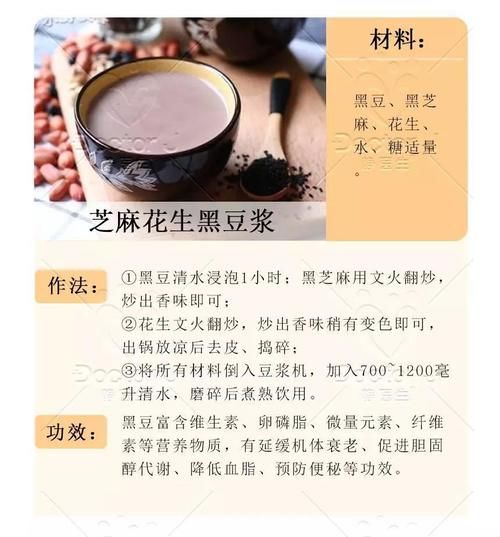 材料：
黑豆、黑芝
麻、花生、
水、糖适量
。
芝麻花生黑豆浆
作法：
①黑豆清水浸泡1小时；黑芝麻用文火翻炒，
炒出香味即可；
②花生文火翻炒，炒出香味稍有变色即可，
出锅放凉后去皮、捣碎；
③将所有材料倒入豆浆机，加入700~1200毫
升清水，磨碎后煮熟饮用。
功效：
黑豆富含维生素、卵磷脂、微量元素、纤维
素等营养物质，有延缓机体衰老、促进胆固
醇代谢、降低血脂、预防便秘等功效。
Doctor J